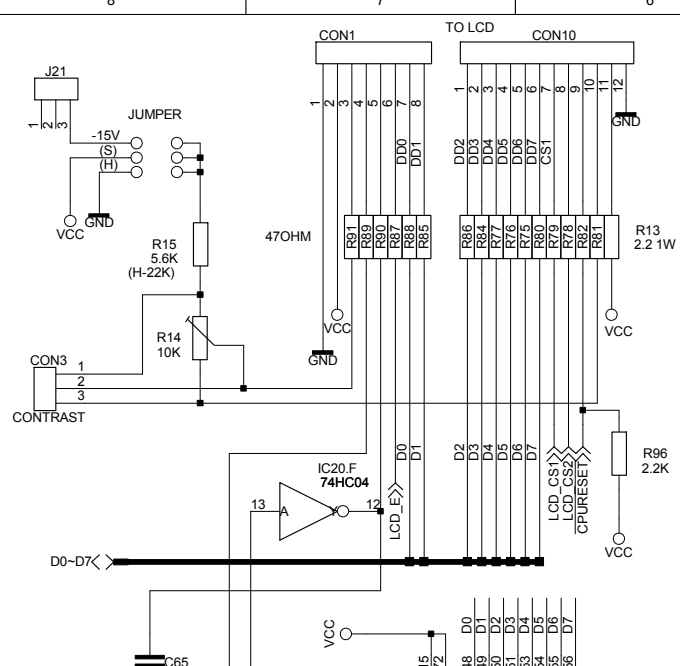 8 7 6
TO LCD
CON1
CON10
J21
1 2 3
JUMPER
-15V
(S)
(H)
VCC
GND
1 2 3 4 5 6 7 8
DD0 DD1
1 2 3 4 5 6 7 8 9 10 11 12
DD2 DD3 DD4 DD5 DD6 DD7 CS1
GND
R15
5.6K
(H-22K)
47OHM
R91 R89 R90 R87 R88 R85
R86 R84 R77 R76 R75 R80 R79 R78 R82 R81
R13
2.2 1W
VCC
VCC
GND
R14
10K
CON3
1
2
3
CONTRAST
D0 D1
D2 D3 D4 D5 D6 D7
LCD_E
LCD_CS1
LCD_CS2
CPURESET
R96
2.2K
VCC
IC20.F
74HC04
13 A Y 12
D0~D7
C65
VCC
D0 D1 D2 D3 D4 D5 D6 D7